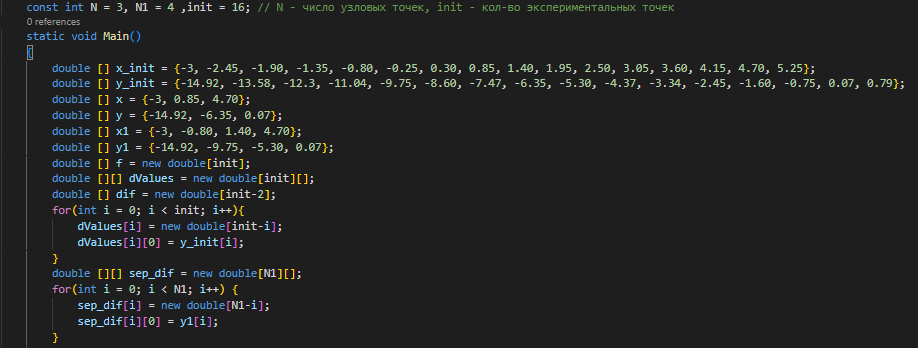 const int N = 3, N1 = 4 ,init = 16; // N - число узловых точек, init - кол-во экспериментальных точек
0 references
static void Main()
{
double [] x_init = {-3, -2.45, -1.90, -1.35, -0.80, -0.25, 0.30, 0.85, 1.40, 1.95, 2.50, 3.05, 3.60, 4.15, 4.70, 5.25};
double [] y_init = {-14.92, -13.58, -12.3, -11.04, -9.75, -8.60, -7.47, -6.35, -5.30, -4.37, -3.34, -2.45, -1.60, -0.75, 0.07, 0.79};
double [] x = {-3, 0.85, 4.70};
double [] y = {-14.92, -6.35, 0.07};
double [] x1 = {-3, -0.80, 1.40, 4.70};
double [] y1 = {-14.92, -9.75, -5.30, 0.07};
double [] f = new double[init];
double [][] dValues = new double[init][];
double [] dif = new double[init-2];
for(int i = 0; i < init; i++){
dValues[i] = new double[init-i];
dValues[i][0] = y_init[i];
}
double [][] sep_dif = new double[N1][];
for(int i = 0; i < N1; i++) {
sep_dif[i] = new double[N1-i];
sep_dif[i][0] = y1[i];
}